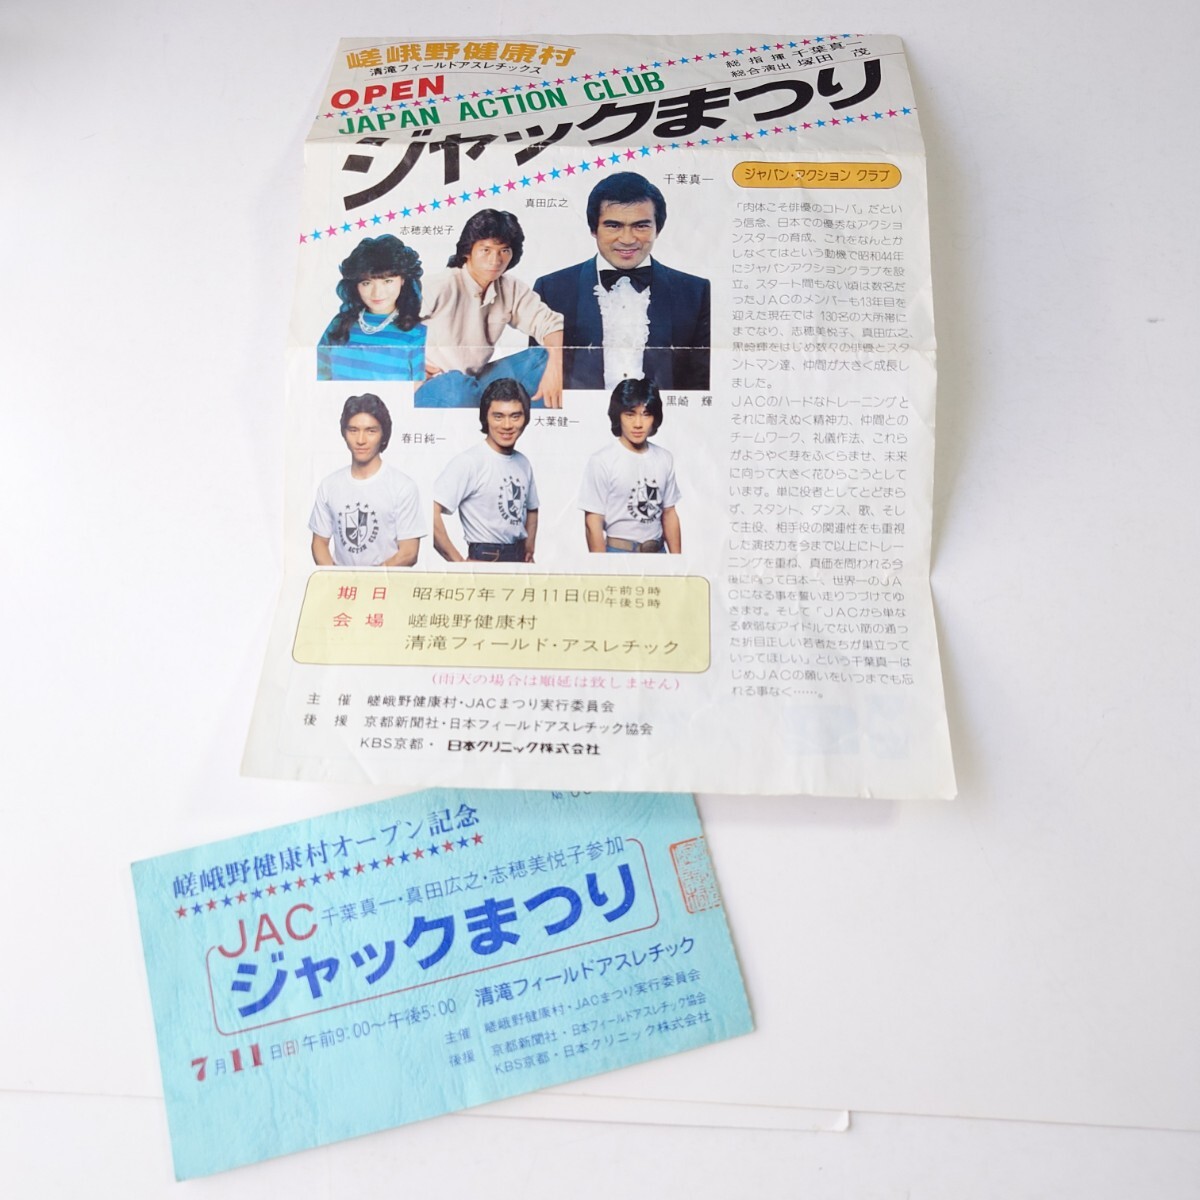 嵯峨野健康村
清滝フィールドアスレチックス
OPEN
JAPAN ACTION CLUB
ジャックまつり
総指揮 千葉真一
総合演出 塚田 茂
千葉真一
真田広之
志穂美悦子
黒崎 輝
大葉健一
春日純一
ジャパン・アクション クラブ
「肉体こそ俳優のコトバ」だとい
う信念、日本での優秀なアクショ
ンスターの育成、これをなんとか
しなくてはという動機で昭和44年
にジャパンアクションクラブを設
立。スタート間もない頃は数名だ
ったJACのメンバーも13年目を
迎えた現在では 130名の大所帯に
までなり、志穂美悦子、真田広之、
黒崎輝をはじめ数々の俳優とスタ
ントマン達、仲間が大きく成長し
ました。
JACのハードなトレーニングと
それに耐えぬく精神力、仲間との
チームワーク、礼儀作法、これら
がようやく芽をふくらませ、未来
に向って大きく花ひらこうとして
います。単に役者としてとどまら
ず、スタント、ダンス、歌、そし
て主役、相手役の関連性をも重視
した演技力を今まで以上にトレー
ニングを重ね、真価を問われる今
後に向って日本一、世界一のJA
Cになる事を誓い走りつづけてゆ
きます。そして「JACから単な
る軟弱なアイドルでない筋の通っ
た折目正しい若者たちが巣立って
いってほしい」という千葉真一は
じめJACの願いをいつまでも忘
れる事なく……。
JAPAN ACTION CLUB
期日 昭和57年7月11日(日)午前9時 午後5時
会場 嵯峨野健康村
清滝フィールド・アスレチック
(雨天の場合は順延は致しません)
主催 嵯峨野健康村・JACまつり実行委員会
後援 京都新聞社・日本フィールドアスレチック協会
KBS京都・日本クリニック株式会社
嵯峨野健康村オープン記念
JAC 千葉真一・真田広之・志穂美悦子参加
ジャックまつり
7月11日(日)午前9:00〜午後5:00 清滝フィールドアスレチック
主催 嵯峨野健康村・JACまつり実行委員会
後援 京都新聞社・日本フィールドアスレチック協会
KBS京都・日本クリニック株式会社